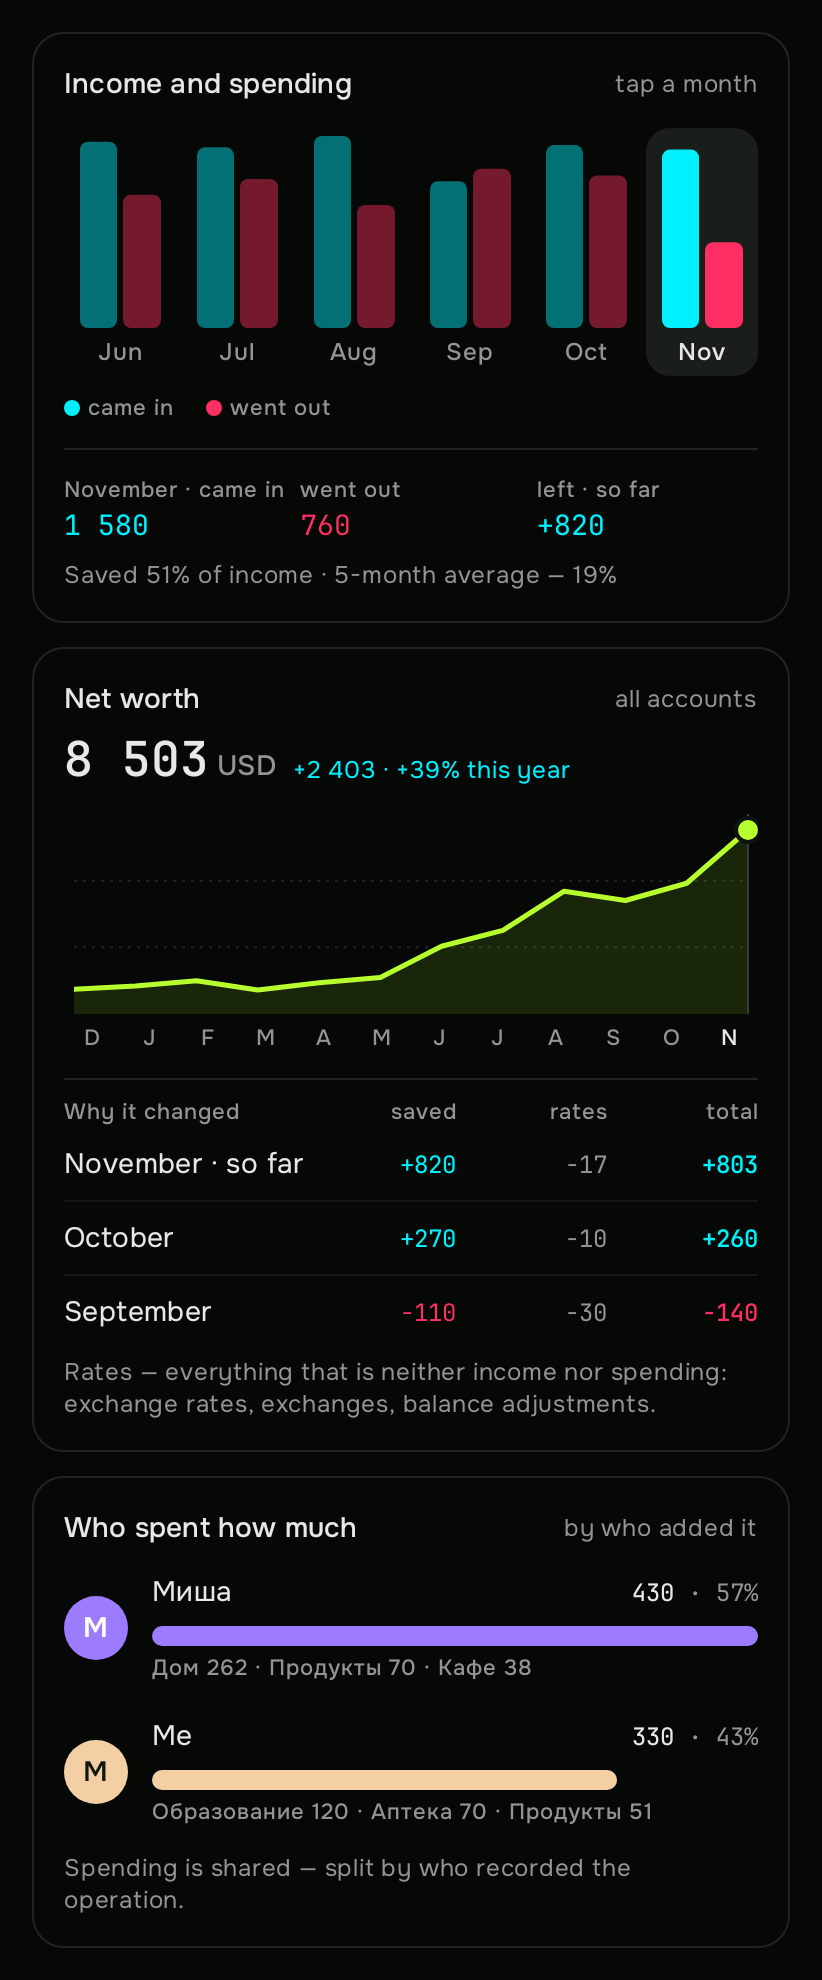 Income and spending
tap a month
Jun Jul Aug Sep Oct Nov
came in went out
November · came in went out left · so far
1 580 760 +820
Saved 51% of income · 5-month average — 19%
Net worth
all accounts
8 503 USD +2 403 · +39% this year
D J F M A M J J A S O N
Why it changed saved rates total
November · so far +820 -17 +803
October +270 -10 +260
September -110 -30 -140
Rates — everything that is neither income nor spending:
exchange rates, exchanges, balance adjustments.
Who spent how much
by who added it
М
Миша 430 · 57%
Дом 262 · Продукты 70 · Кафе 38
M
Me 330 · 43%
Образование 120 · Аптека 70 · Продукты 51
Spending is shared — split by who recorded the
operation.